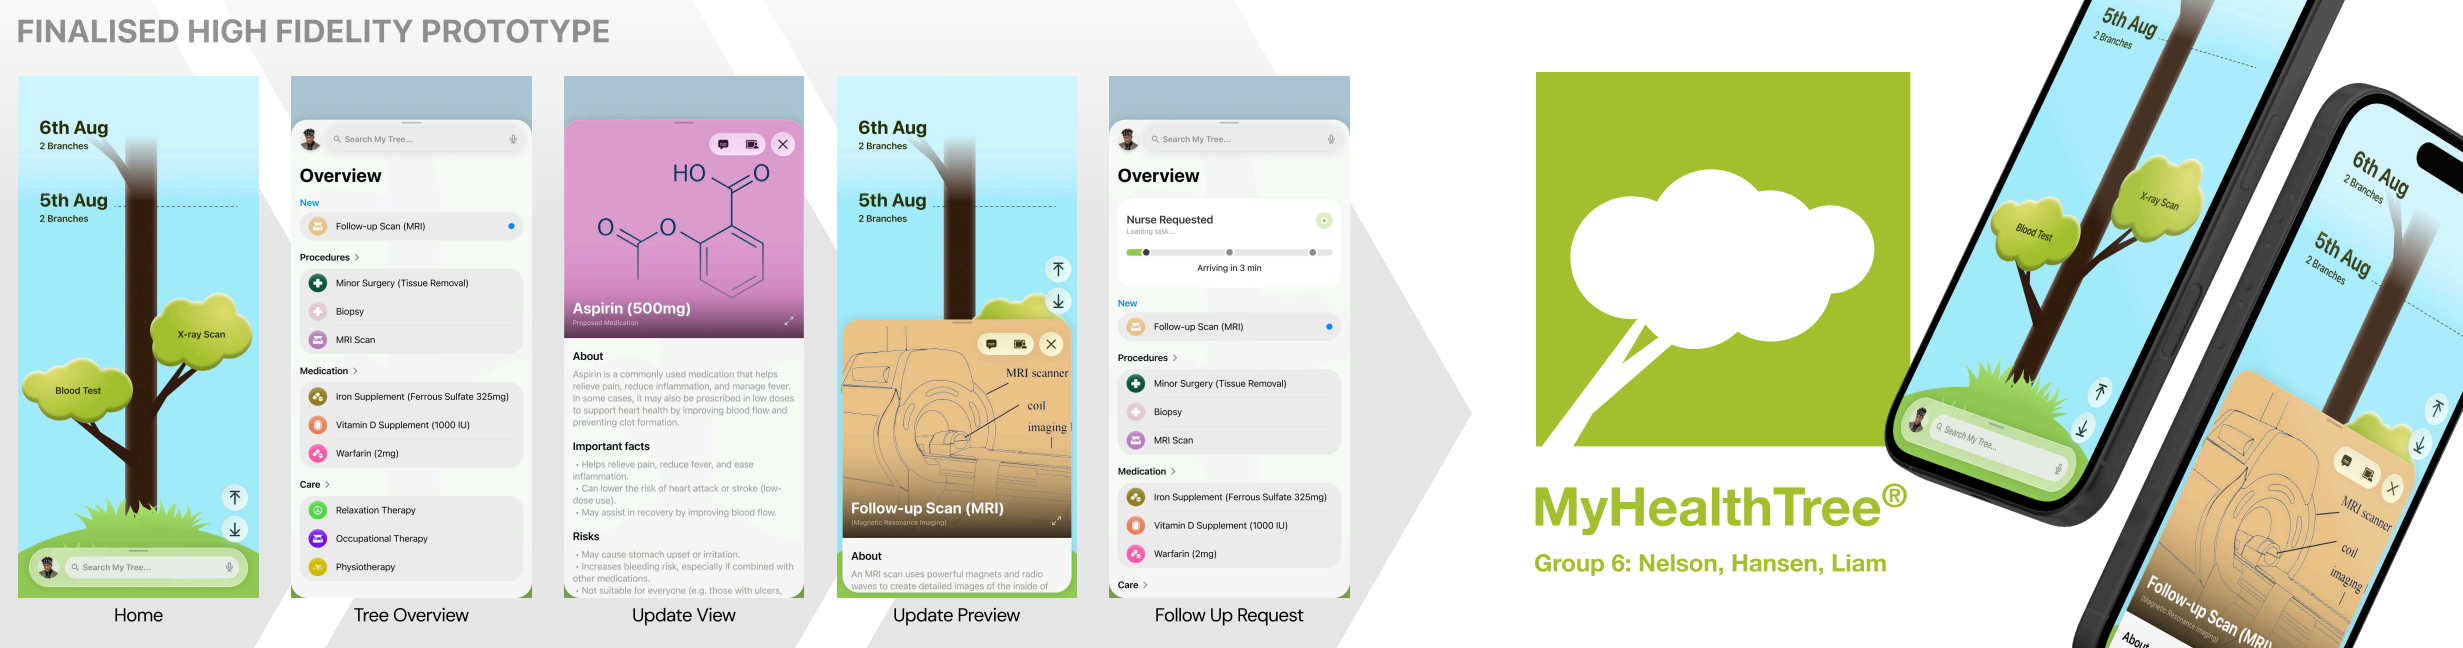 FINALISED HIGH FIDELITY PROTOTYPE
6th Aug
2 Branches
5th Aug
2 Branches
X-ray Scan
Blood Test
Search My Tree...
Home
Search My Tree...
Overview
New
Follow-up Scan (MRI)
Procedures >
Minor Surgery (Tissue Removal)
Biopsy
MRI Scan
Medication >
Iron Supplement (Ferrous Sulfate 325mg)
Vitamin D Supplement (1000 IU)
Warfarin (2mg)
Care >
Relaxation Therapy
Occupational Therapy
Physiotherapy
Tree Overview
HO
O
O
O
Aspirin (500mg)
Proposed Medication
About
Aspirin is a commonly used medication that helps
relieve pain, reduce inflammation, and manage fever.
In some cases, it may also be prescribed in low doses
to support heart health by improving blood flow and
preventing clot formation.
Important facts
• Helps relieve pain, reduce fever, and ease
inflammation.
• Can lower the risk of heart attack or stroke (low-
dose use).
• May assist in recovery by improving blood flow.
Risks
• May cause stomach upset or irritation.
• Increases bleeding risk, especially if combined with
other medications.
• Not suitable for everyone (e.g. those with ulcers,
Update View
6th Aug
2 Branches
5th Aug
2 Branches
MRI scanner
coil
imaging
Follow-up Scan (MRI)
(Magnetic Resonance Imaging)
About
An MRI scan uses powerful magnets and radio
waves to create detailed images of the inside of
Update Preview
Search My Tree...
Overview
Nurse Requested
Loading task...
Arriving in 3 min
New
Follow-up Scan (MRI)
Procedures >
Minor Surgery (Tissue Removal)
Biopsy
MRI Scan
Medication >
Iron Supplement (Ferrous Sulfate 325mg)
Vitamin D Supplement (1000 IU)
Warfarin (2mg)
Care >
Follow Up Request
MyHealthTree®
Group 6: Nelson, Hansen, Liam
5th Aug
2 Branches
X-ray Scan
Blood Test
Search My Tree...
6th Aug
2 Branches
5th Aug
2 Branches
MRI scanner
coil
imaging
Follow-up Scan (MRI)
(Magnetic Resonance Imaging)
About